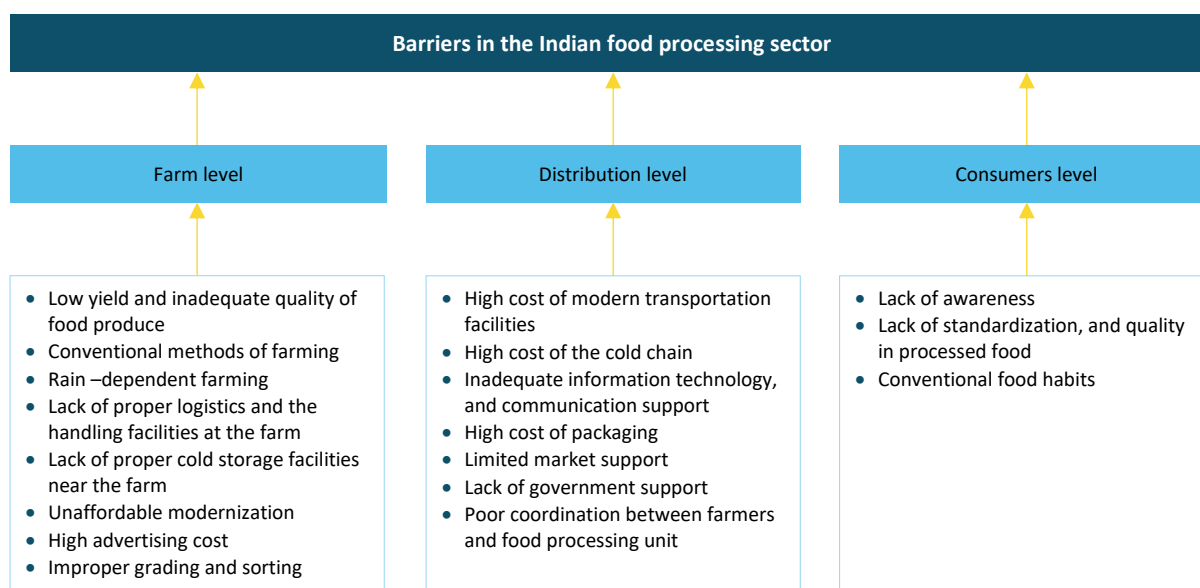 Barriers in the Indian food processing sector
Farm level
Distribution level
Consumers level
• Low yield and inadequate quality of
food produce
• Conventional methods of farming
• Rain –dependent farming
• Lack of proper logistics and the
handling facilities at the farm
• Lack of proper cold storage facilities
near the farm
• Unaffordable modernization
• High advertising cost
• Improper grading and sorting
• High cost of modern transportation
facilities
• High cost of the cold chain
• Inadequate information technology,
and communication support
• High cost of packaging
• Limited market support
• Lack of government support
• Poor coordination between farmers
and food processing unit
• Lack of awareness
• Lack of standardization, and quality
in processed food
• Conventional food habits